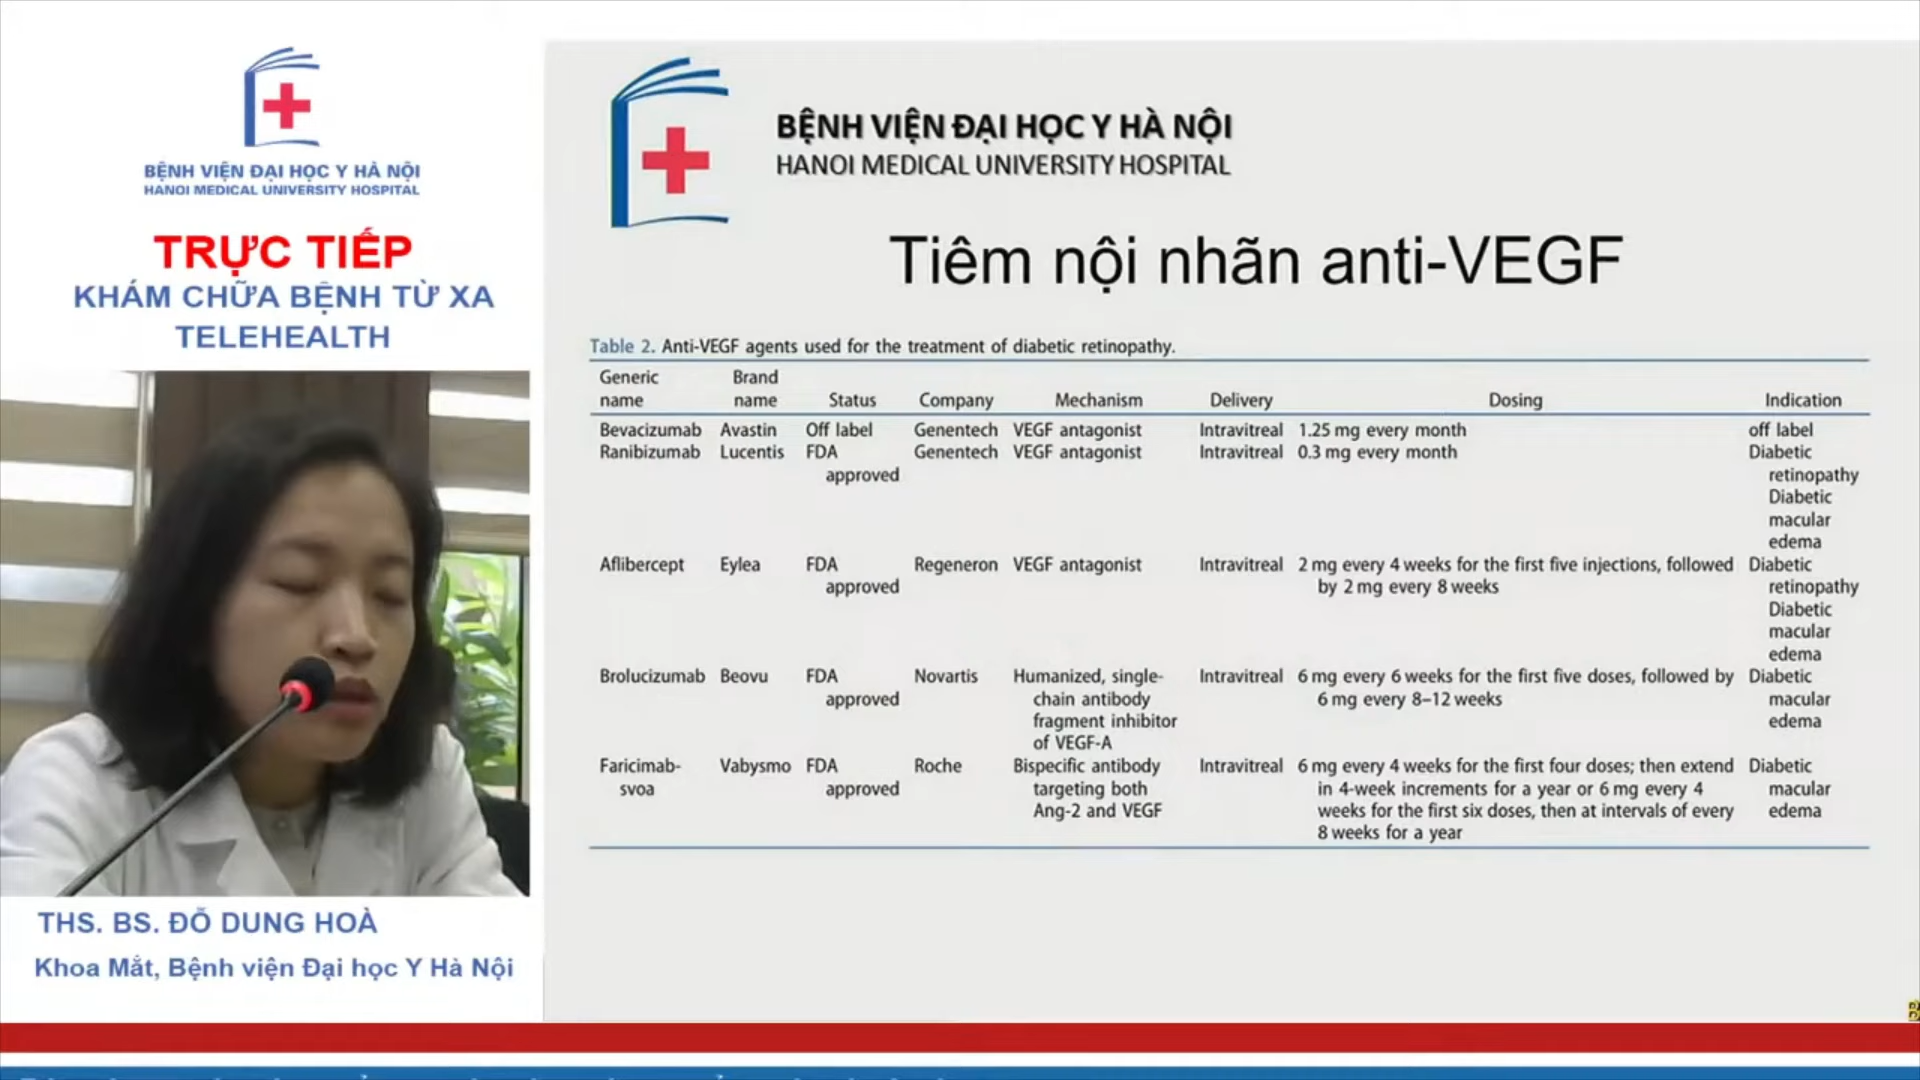 BỆNH VIỆN ĐẠI HỌC Y HÀ NỘI
HANOI MEDICAL UNIVERSITY HOSPITAL
TRỰC TIẾP
KHÁM CHỮA BỆNH TỪ XA
TELEHEALTH
THS. BS. ĐỖ DUNG HOÀ
Khoa Mắt, Bệnh viện Đại học Y Hà Nội
BỆNH VIỆN ĐẠI HỌC Y HÀ NỘI
HANOI MEDICAL UNIVERSITY HOSPITAL
Tiêm nội nhãn anti-VEGF
Table 2. Anti-VEGF agents used for the treatment of diabetic retinopathy.
Generic Brand
name name Status Company Mechanism Delivery Dosing Indication
Bevacizumab Avastin Off label Genentech VEGF antagonist Intravitreal 1.25 mg every month off label
Ranibizumab Lucentis FDA Genentech VEGF antagonist Intravitreal 0.3 mg every month Diabetic
approved retinopathy
Diabetic
macular
edema
Aflibercept Eylea FDA Regeneron VEGF antagonist Intravitreal 2 mg every 4 weeks for the first five injections, followed Diabetic
approved by 2 mg every 8 weeks retinopathy
Diabetic
macular
edema
Brolucizumab Beovu FDA Novartis Humanized, single- Intravitreal 6 mg every 6 weeks for the first five doses, followed by Diabetic
approved chain antibody 6 mg every 8–12 weeks macular
fragment inhibitor edema
of VEGF-A
Faricimab- Vabysmo FDA Roche Bispecific antibody Intravitreal 6 mg every 4 weeks for the first four doses; then extend Diabetic
svoa approved targeting both in 4-week increments for a year or 6 mg every 4 macular
Ang-2 and VEGF weeks for the first six doses, then at intervals of every edema
8 weeks for a year